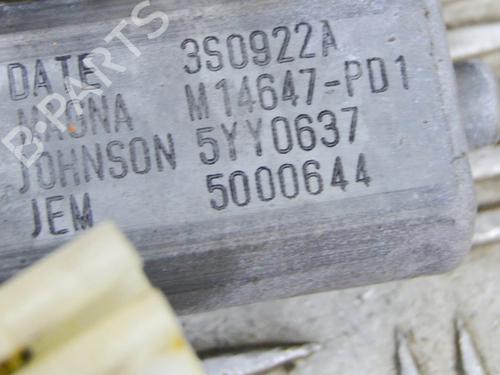 DATE 3S0922A
MAGNA M14647-PD1
JOHNSON 5YY0637
JEM 5000644
B-PARTS